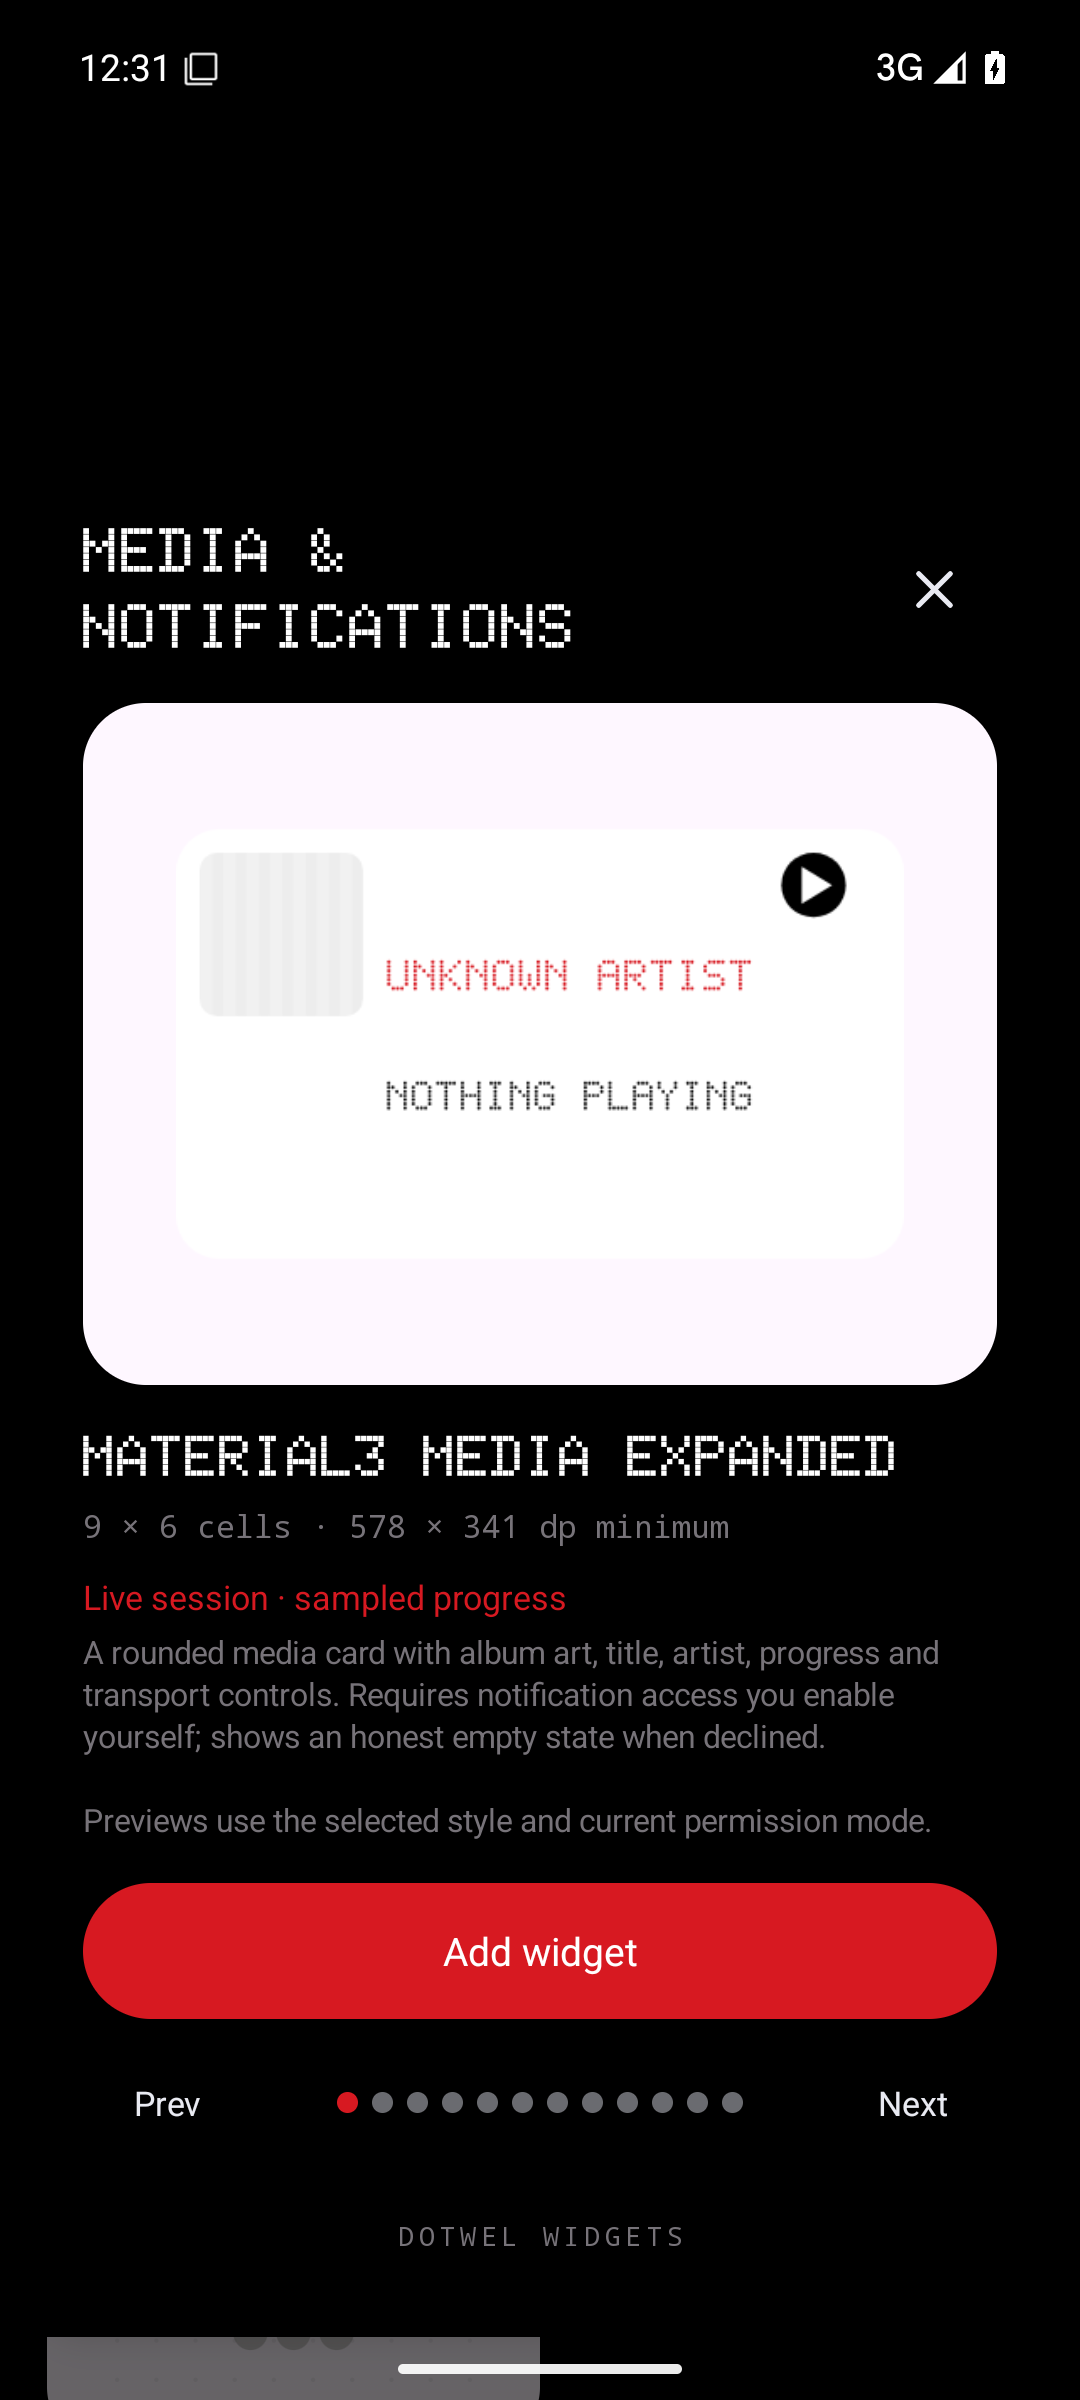 12:31
3G
MEDIA &
NOTIFICATIONS
UNKNOWN ARTIST
NOTHING PLAYING
MATERIAL3 MEDIA EXPANDED
9 × 6 cells · 578 × 341 dp minimum
Live session · sampled progress
A rounded media card with album art, title, artist, progress and
transport controls. Requires notification access you enable
yourself; shows an honest empty state when declined.
Previews use the selected style and current permission mode.
Add widget
Prev
Next
DOTWEL WIDGETS